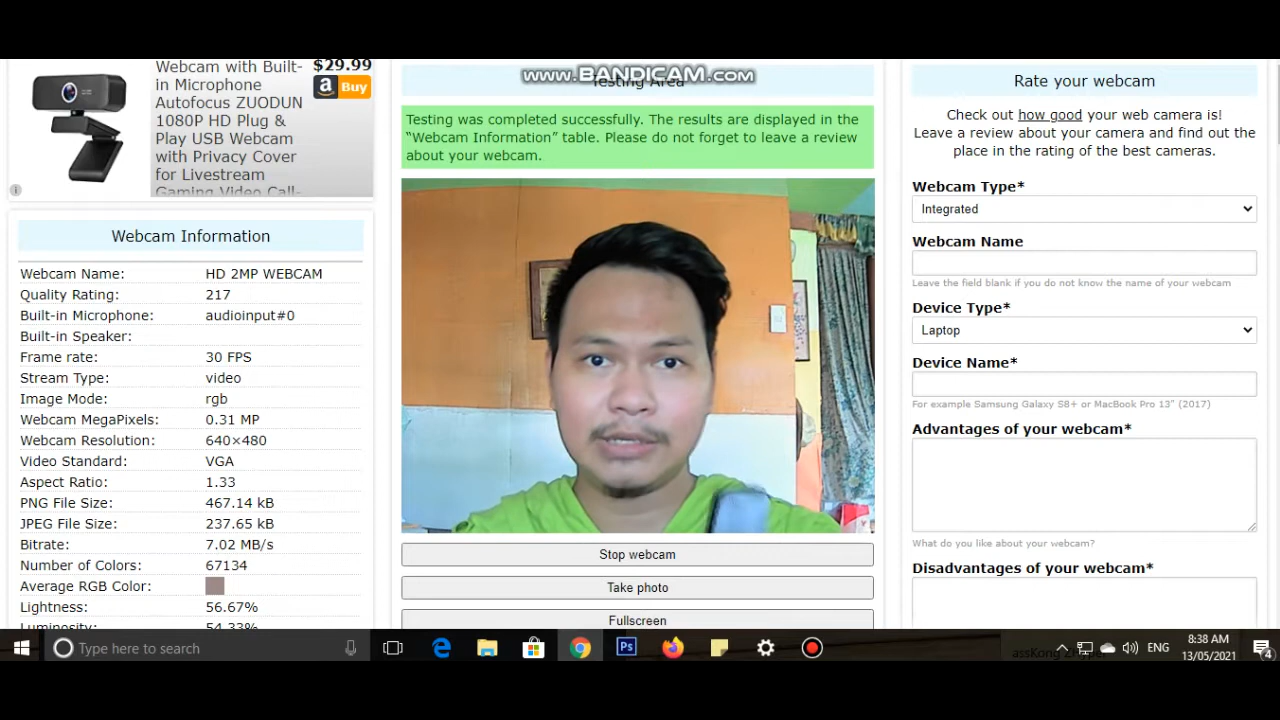 www.BANDICAM.com
Webcam with Built-
in Microphone
Autofocus ZUODUN
1080P HD Plug &
Play USB Webcam
with Privacy Cover
for Livestream
Gaming Video Call-
$29.99
a Buy
Webcam Information
Webcam Name: HD 2MP WEBCAM
Quality Rating: 217
Built-in Microphone: audioinput#0
Built-in Speaker:
Frame rate: 30 FPS
Stream Type: video
Image Mode: rgb
Webcam MegaPixels: 0.31 MP
Webcam Resolution: 640×480
Video Standard: VGA
Aspect Ratio: 1.33
PNG File Size: 467.14 kB
JPEG File Size: 237.65 kB
Bitrate: 7.02 MB/s
Number of Colors: 67134
Average RGB Color:
Lightness: 56.67%
Luminosity: 54.33%
Testing Area
Testing was completed successfully. The results are displayed in the
“Webcam Information” table. Please do not forget to leave a review
about your webcam.
Stop webcam
Take photo
Fullscreen
Rate your webcam
Check out how good your web camera is!
Leave a review about your camera and find out the
place in the rating of the best cameras.
Webcam Type*
Integrated
Webcam Name
Leave the field blank if you do not know the name of your webcam
Device Type*
Laptop
Device Name*
For example Samsung Galaxy S8+ or MacBook Pro 13" (2017)
Advantages of your webcam*
What do you like about your webcam?
Disadvantages of your webcam*
Type here to search
Ps
ENG
8:38 AM
13/05/2021
4